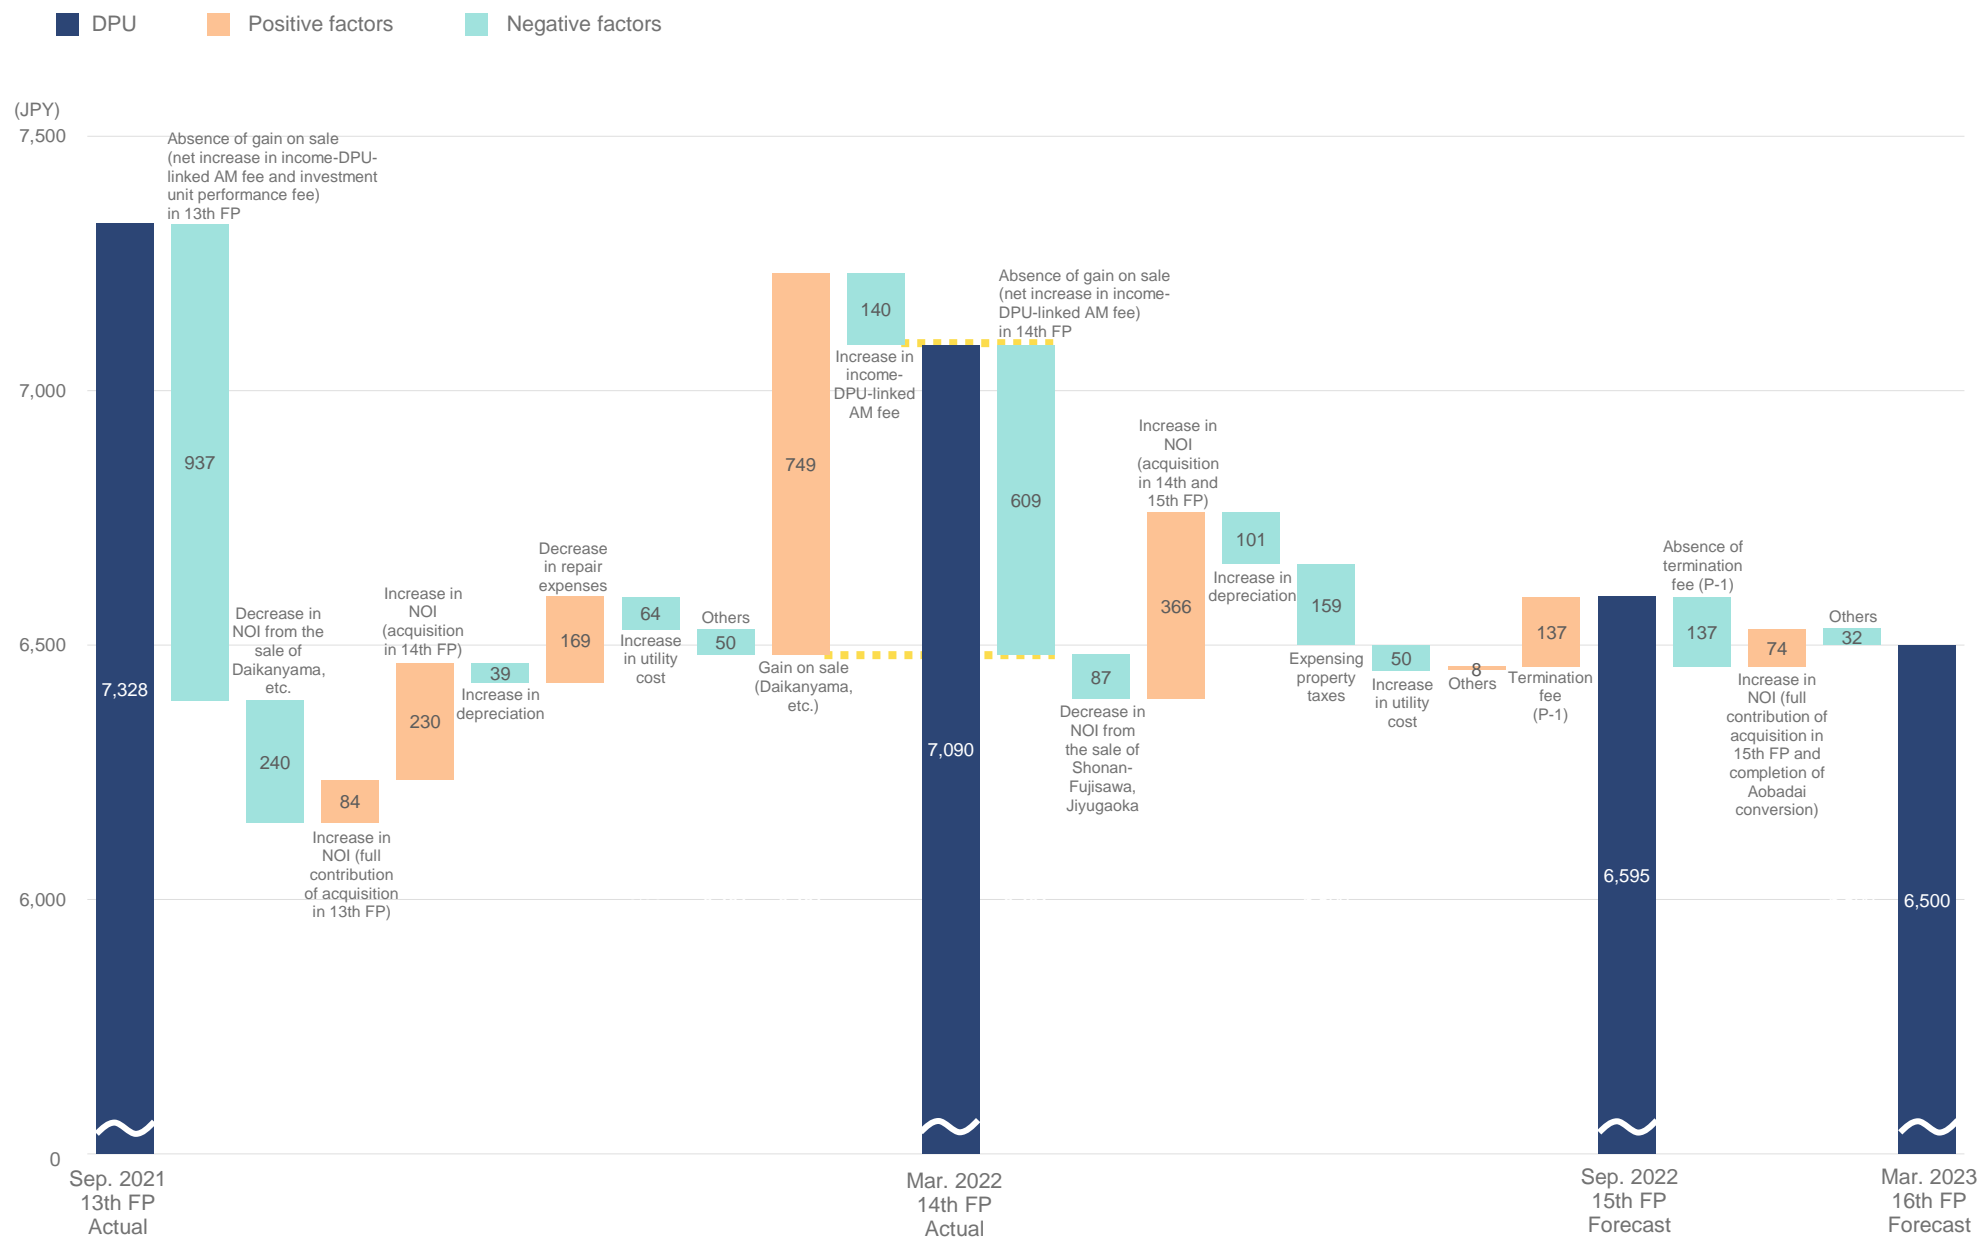 DPU
Positive factors
Negative factors
(JPY)
7,500
7,000
6,500
6,000
0
7,328
Absence of gain on sale
(net increase in income-DPU-
linked AM fee and investment
unit performance fee)
in 13th FP
937
Decrease in
NOI from the
sale of
Daikanyama,
etc.
240
84
Increase in
NOI (full
contribution
of acquisition
in 13th FP)
Increase in
NOI
(acquisition
in 14th FP)
230
39
Increase in
depreciation
Decrease
in repair
expenses
169
64
Increase
in utility
cost
Others
50
749
Gain on sale
(Daikanyama,
etc.)
140
Increase in
income-
DPU-linked
AM fee
7,090
Absence of gain on sale
(net increase in income-
DPU-linked AM fee)
in 14th FP
609
87
Decrease in
NOI from
the sale of
Shonan-
Fujisawa,
Jiyugaoka
Increase in
NOI
(acquisition
in 14th and
15th FP)
366
101
Increase in
depreciation
159
Expensing
property
taxes
50
Increase
in utility
cost
8
Others
137
Termination
fee
(P-1)
6,595
Absence of
termination
fee (P-1)
137
74
Increase in
NOI (full
contribution of
acquisition in
15th FP and
completion of
Aobadai
conversion)
Others
32
6,500
Sep. 2021
13th FP
Actual
Mar. 2022
14th FP
Actual
Sep. 2022
15th FP
Forecast
Mar. 2023
16th FP
Forecast